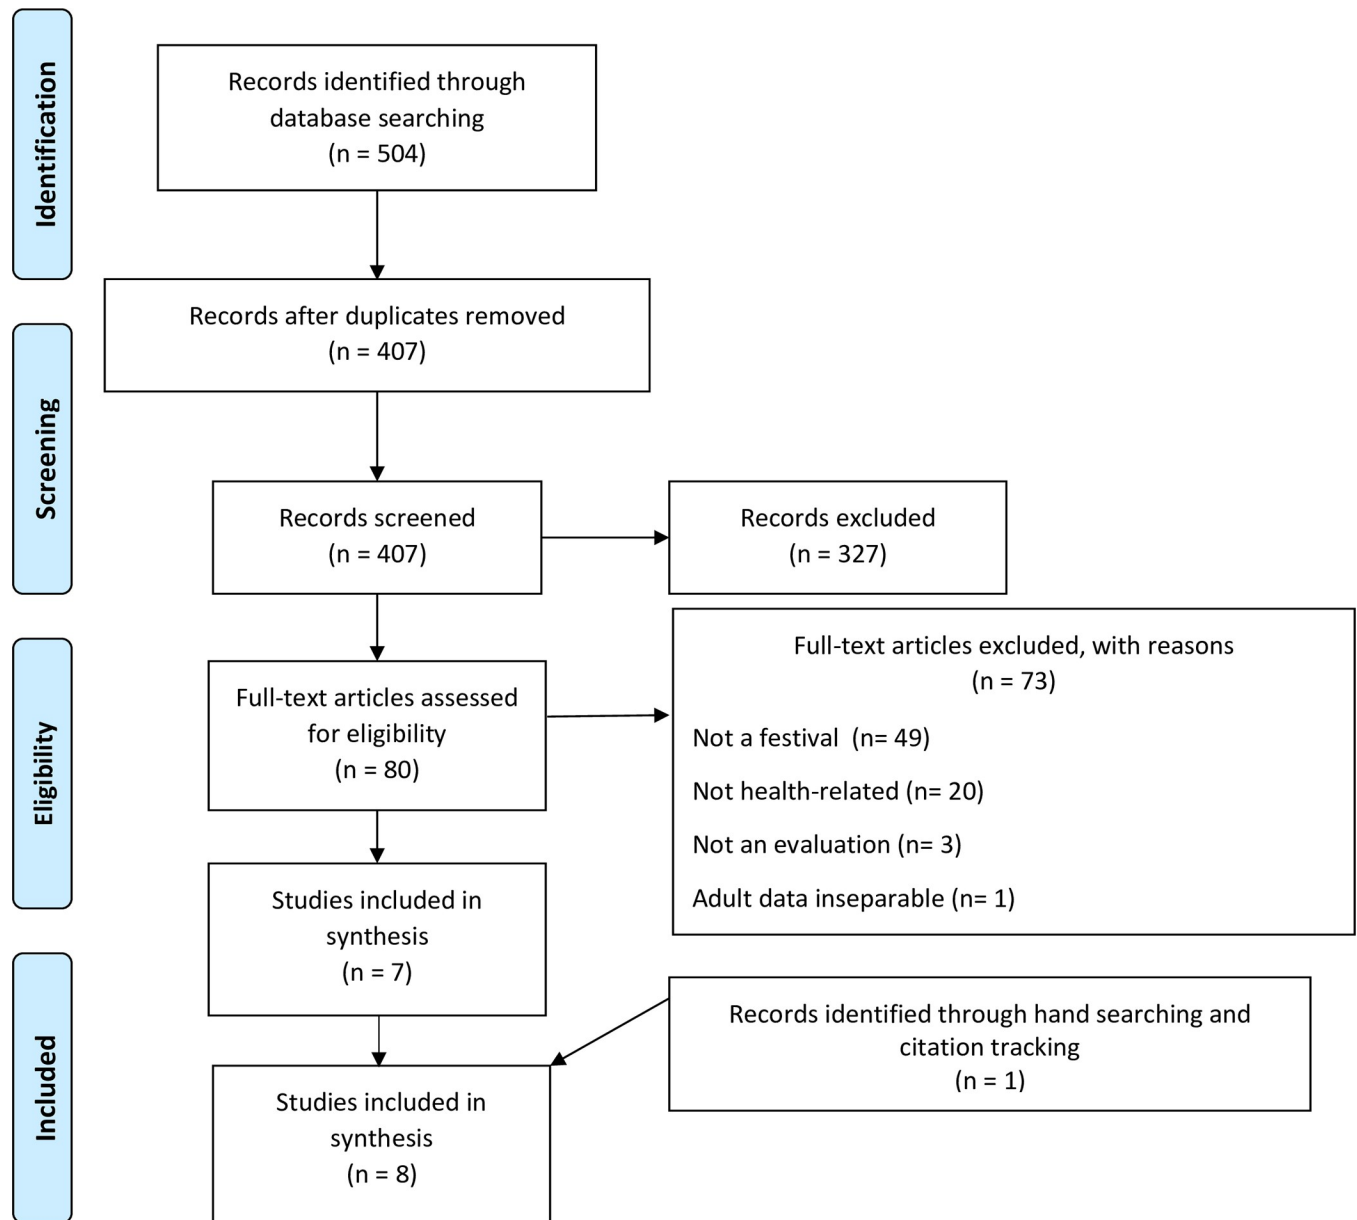 Identification
Records identified through
database searching
(n = 504)
Records after duplicates removed
(n = 407)
Screening
Records screened
(n = 407)
Records excluded
(n = 327)
Eligibility
Full-text articles assessed
for eligibility
(n = 80)
Full-text articles excluded, with reasons
(n = 73)
Not a festival  (n= 49)
Not health-related (n= 20)
Not an evaluation (n= 3)
Adult data inseparable (n= 1)
Studies included in
synthesis
(n = 7)
Included
Records identified through hand searching and
citation tracking
(n = 1)
Studies included in
synthesis
(n = 8)